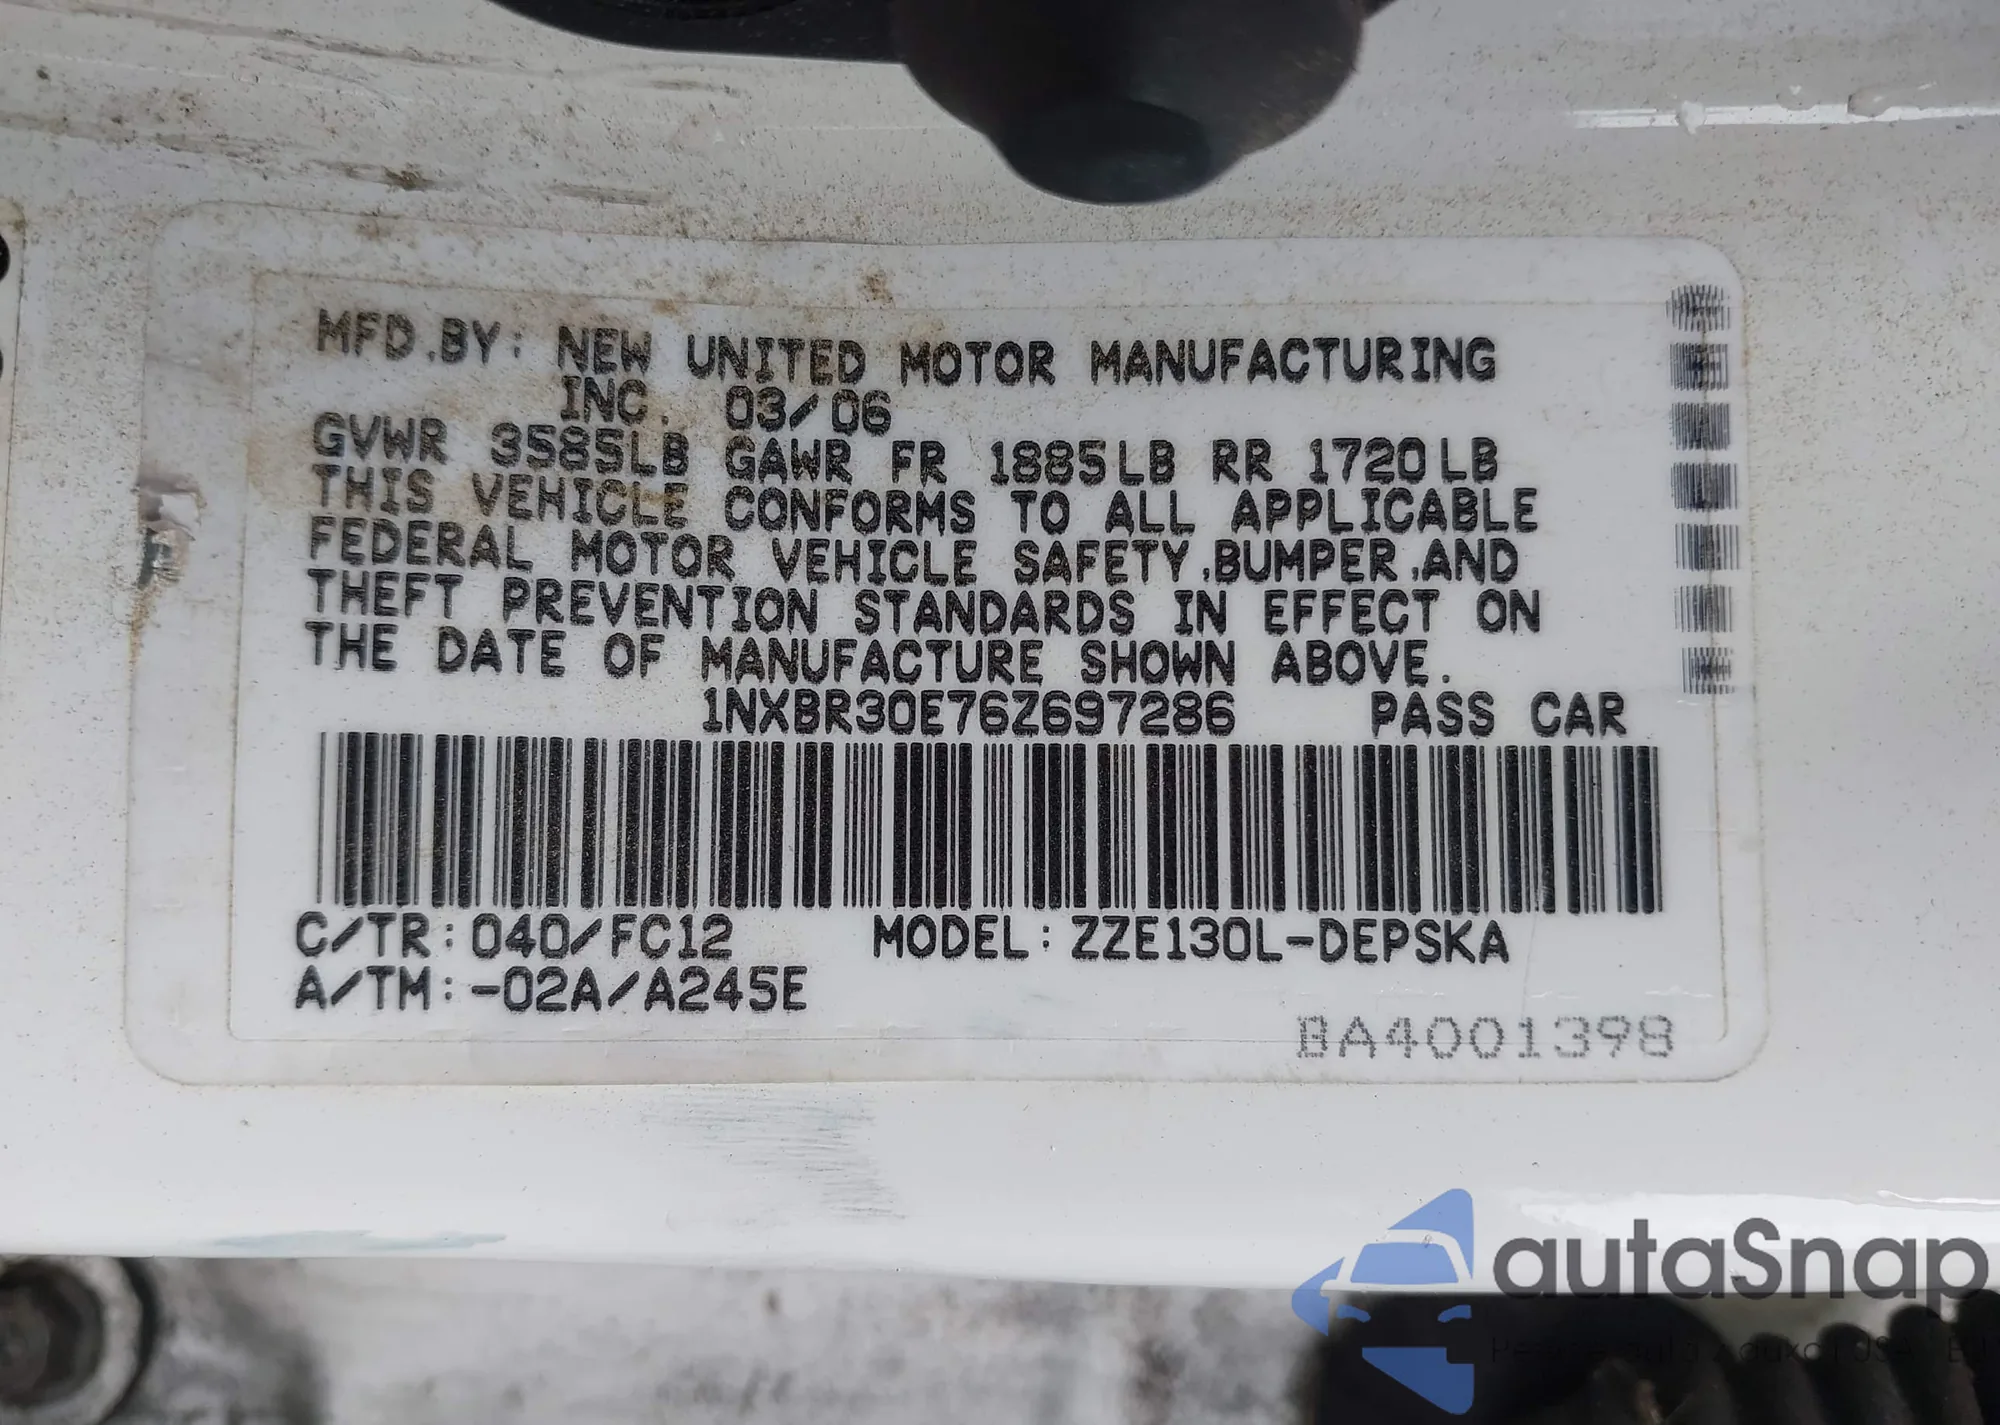 MFD.BY: NEW UNITED MOTOR MANUFACTURING
INC. 03/06
GVWR 3585LB GAWR FR 1885LB RR 1720LB
THIS VEHICLE CONFORMS TO ALL APPLICABLE
FEDERAL MOTOR VEHICLE SAFETY,BUMPER,AND
THEFT PREVENTION STANDARDS IN EFFECT ON
THE DATE OF MANUFACTURE SHOWN ABOVE.
1NXBR30E76Z697286 PASS CAR
C/TR: 040/FC12 MODEL: ZZE130L-DEPSKA
A/TM: -02A/A245E
BA4001398
autaSnap